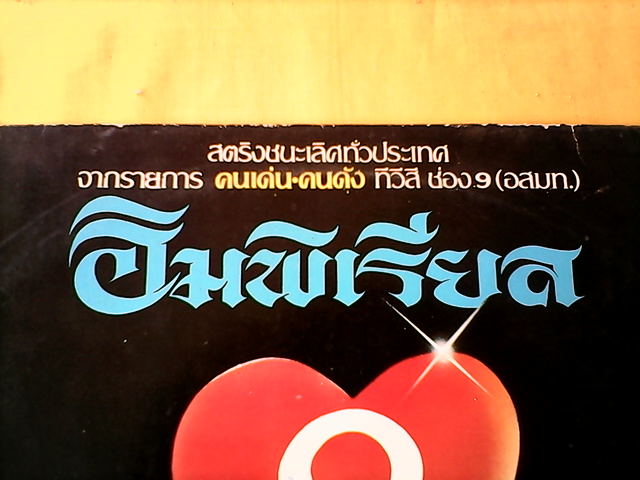 สตริงชนะเลิศทั่วประเทศ
จากรายการ คนเด่น·คนดัง ทีวีสี ช่อง 9 (อสมท.)
อิมพิเรียล